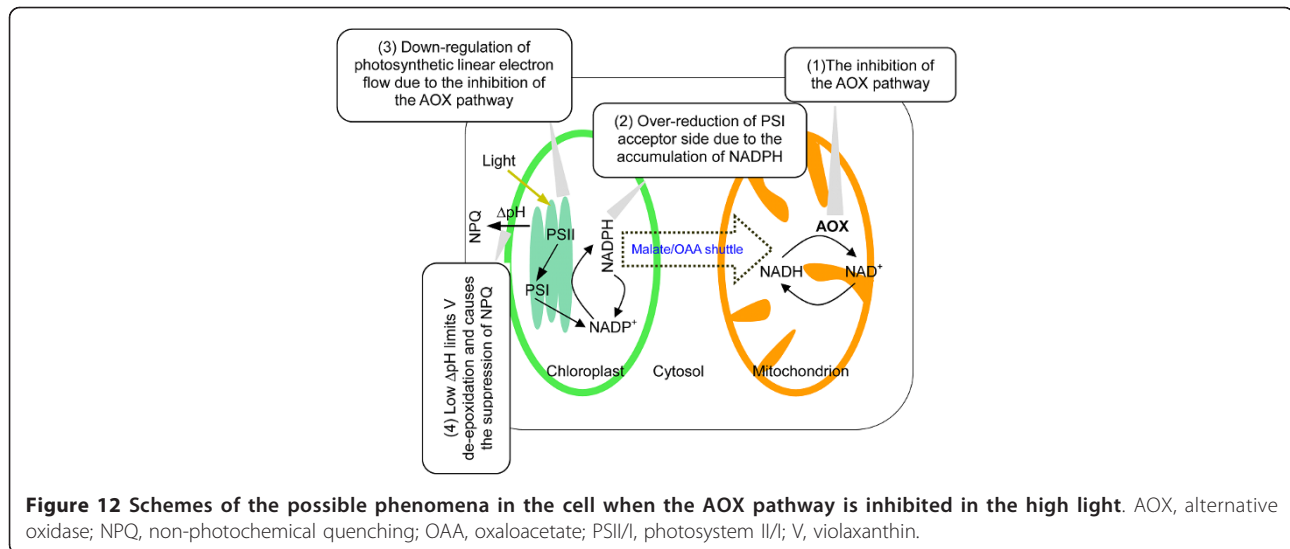 (3) Down-regulation of
photosynthetic linear electron
flow due to the inhibition of
the AOX pathway
(1)The inhibition of
the AOX pathway
(2) Over-reduction of PSI
acceptor side due to the
accumulation of NADPH
Light
ΔpH
NPQ
PSII
PSI
NADPH
NADP+
Malate/OAA shuttle
AOX
NADH
NAD+
Chloroplast
Cytosol
Mitochondrion
(4) Low ΔpH limits V
de-epoxidation and causes
the suppression of NPQ
Figure 12 Schemes of the possible phenomena in the cell when the AOX pathway is inhibited in the high light. AOX, alternative
oxidase; NPQ, non-photochemical quenching; OAA, oxaloacetate; PSII/I, photosystem II/I; V, violaxanthin.